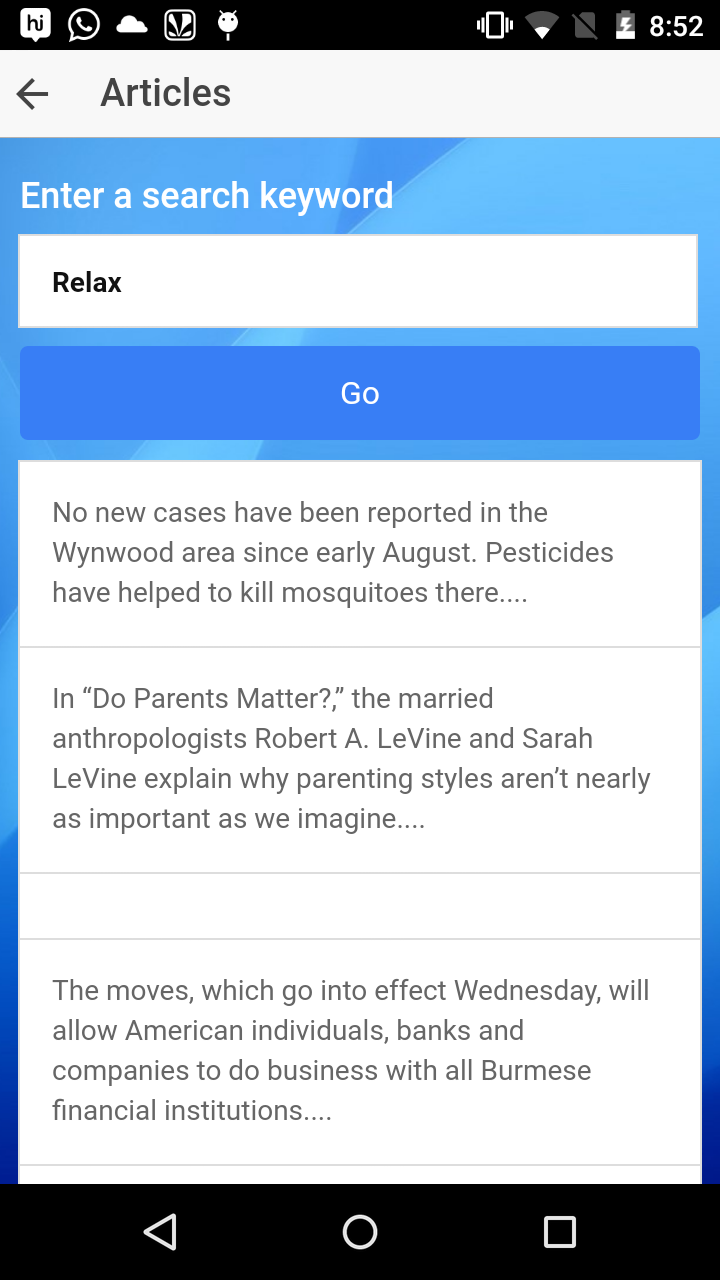 hi
8:52
Articles
Enter a search keyword
Relax
Go
No new cases have been reported in the
Wynwood area since early August. Pesticides
have helped to kill mosquitoes there....
In “Do Parents Matter?,” the married
anthropologists Robert A. LeVine and Sarah
LeVine explain why parenting styles aren’t nearly
as important as we imagine....
The moves, which go into effect Wednesday, will
allow American individuals, banks and
companies to do business with all Burmese
financial institutions....